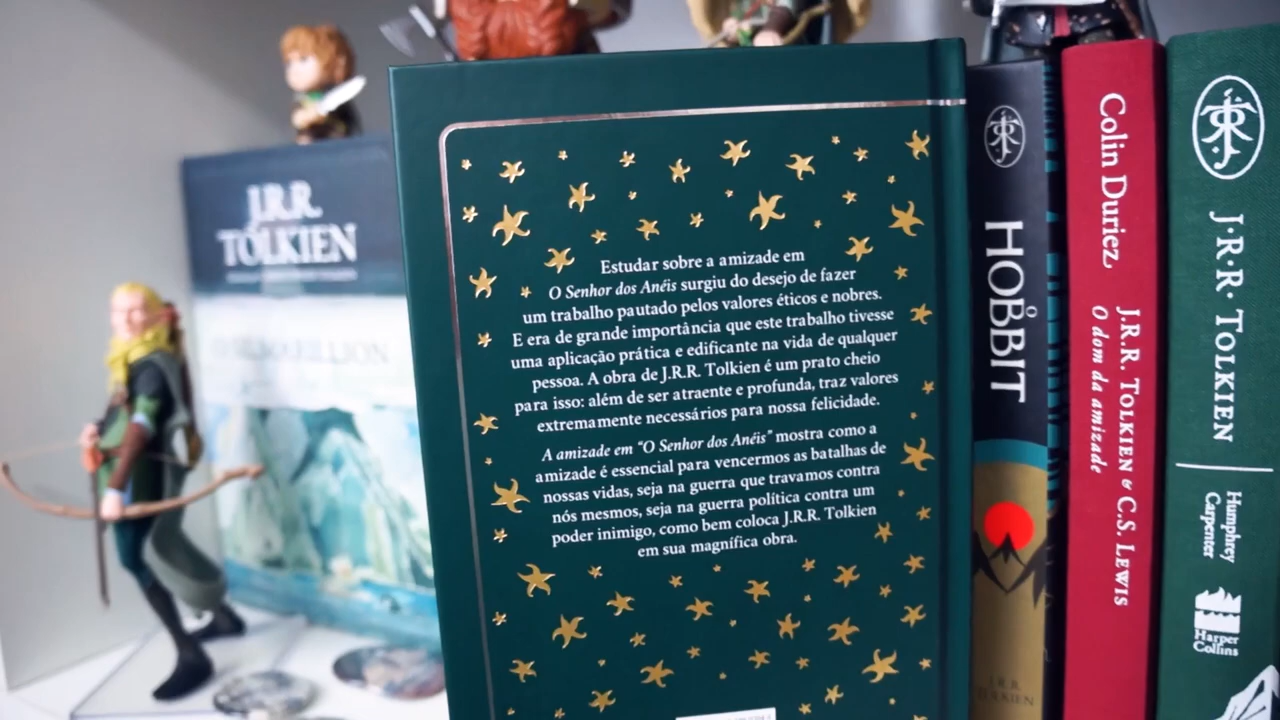 J.R.R.
TOLKIEN
Estudar sobre a amizade em
O Senhor dos Anéis surgiu do desejo de fazer
um trabalho pautado pelos valores éticos e nobres.
E era de grande importância que este trabalho tivesse
uma aplicação prática e edificante na vida de qualquer
pessoa. A obra de J.R.R. Tolkien é um prato cheio
para isso: além de ser atraente e profunda, traz valores
extremamente necessários para nossa felicidade.
A amizade em "O Senhor dos Anéis" mostra como a
amizade é essencial para vencermos as batalhas de
nossas vidas, seja na guerra que travamos contra
nós mesmos, seja na guerra política contra um
poder inimigo, como bem coloca J.R.R. Tolkien
em sua magnífica obra.
O HOBBIT
J.R.R.
TOLKIEN
Colin Duriez
J.R.R. TOLKIEN & C.S. LEWIS
O dom da amizade
J.R.R. TOLKIEN
Humphrey
Carpenter
Harper
Collins